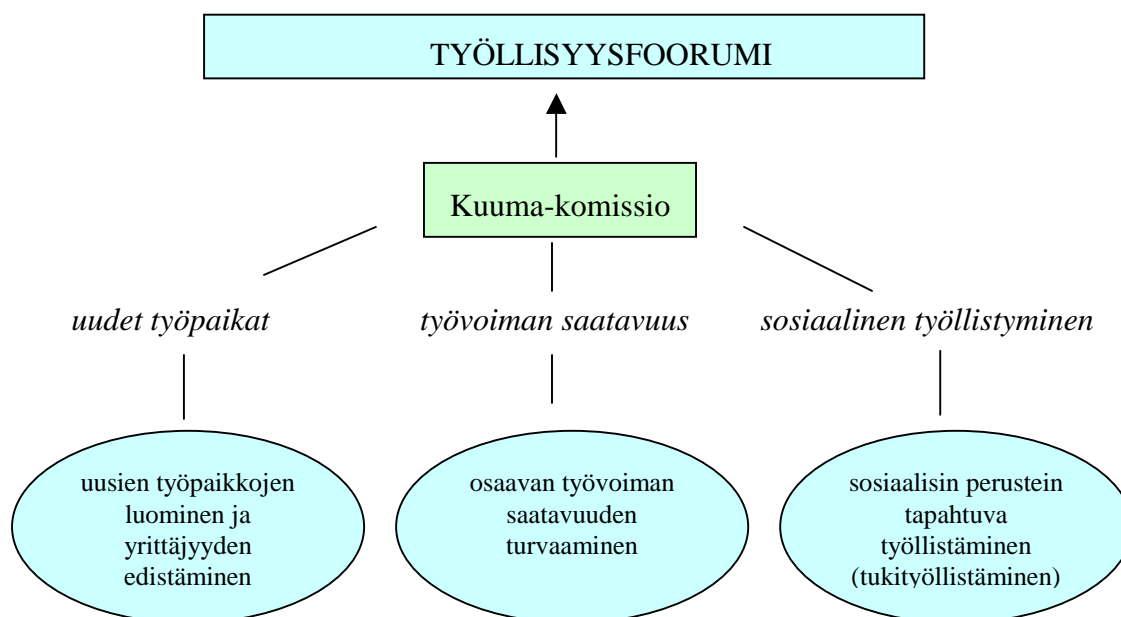 TYÖLLISYYSFOORUMI
Kuuma-komissio
uudet työpaikat
työvoiman saatavuus
sosiaalinen työllistyminen
uusien työpaikkojen
luominen ja
yrittäjyyden
edistäminen
osaavan työvoiman
saatavuuden
turvaaminen
sosiaalisin perustein
tapahtuva
työllistäminen
(tukityöllistäminen)